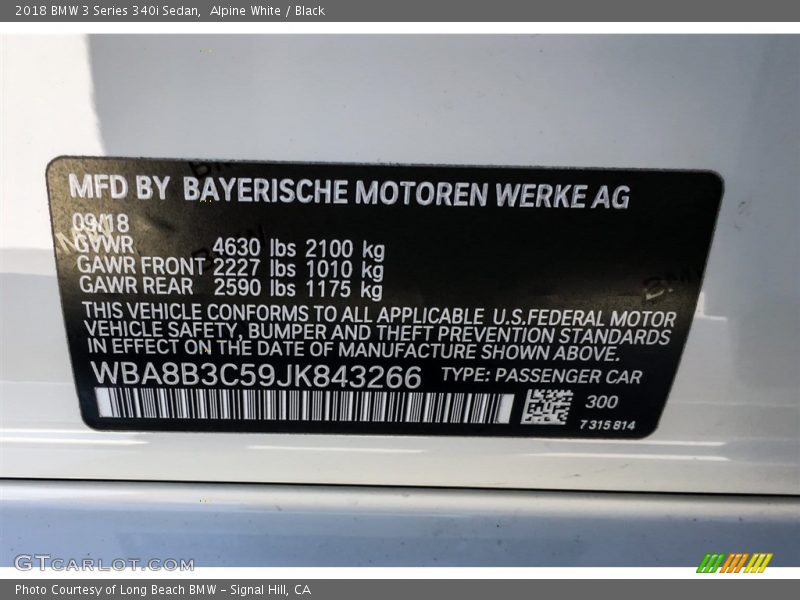 2018 BMW 3 Series 340i Sedan,  Alpine White / Black
MFD BY BAYERISCHE MOTOREN WERKE AG
09/18
GVWR 4630 lbs 2100 kg
GAWR FRONT 2227 lbs 1010 kg
GAWR REAR 2590 lbs 1175 kg
THIS VEHICLE CONFORMS TO ALL APPLICABLE U.S.FEDERAL MOTOR
VEHICLE SAFETY, BUMPER AND THEFT PREVENTION STANDARDS
IN EFFECT ON THE DATE OF MANUFACTURE SHOWN ABOVE.
WBA8B3C59JK843266 TYPE: PASSENGER CAR
300
7 315 814
GTCARLOT.COM
Photo Courtesy of Long Beach BMW – Signal Hill, CA